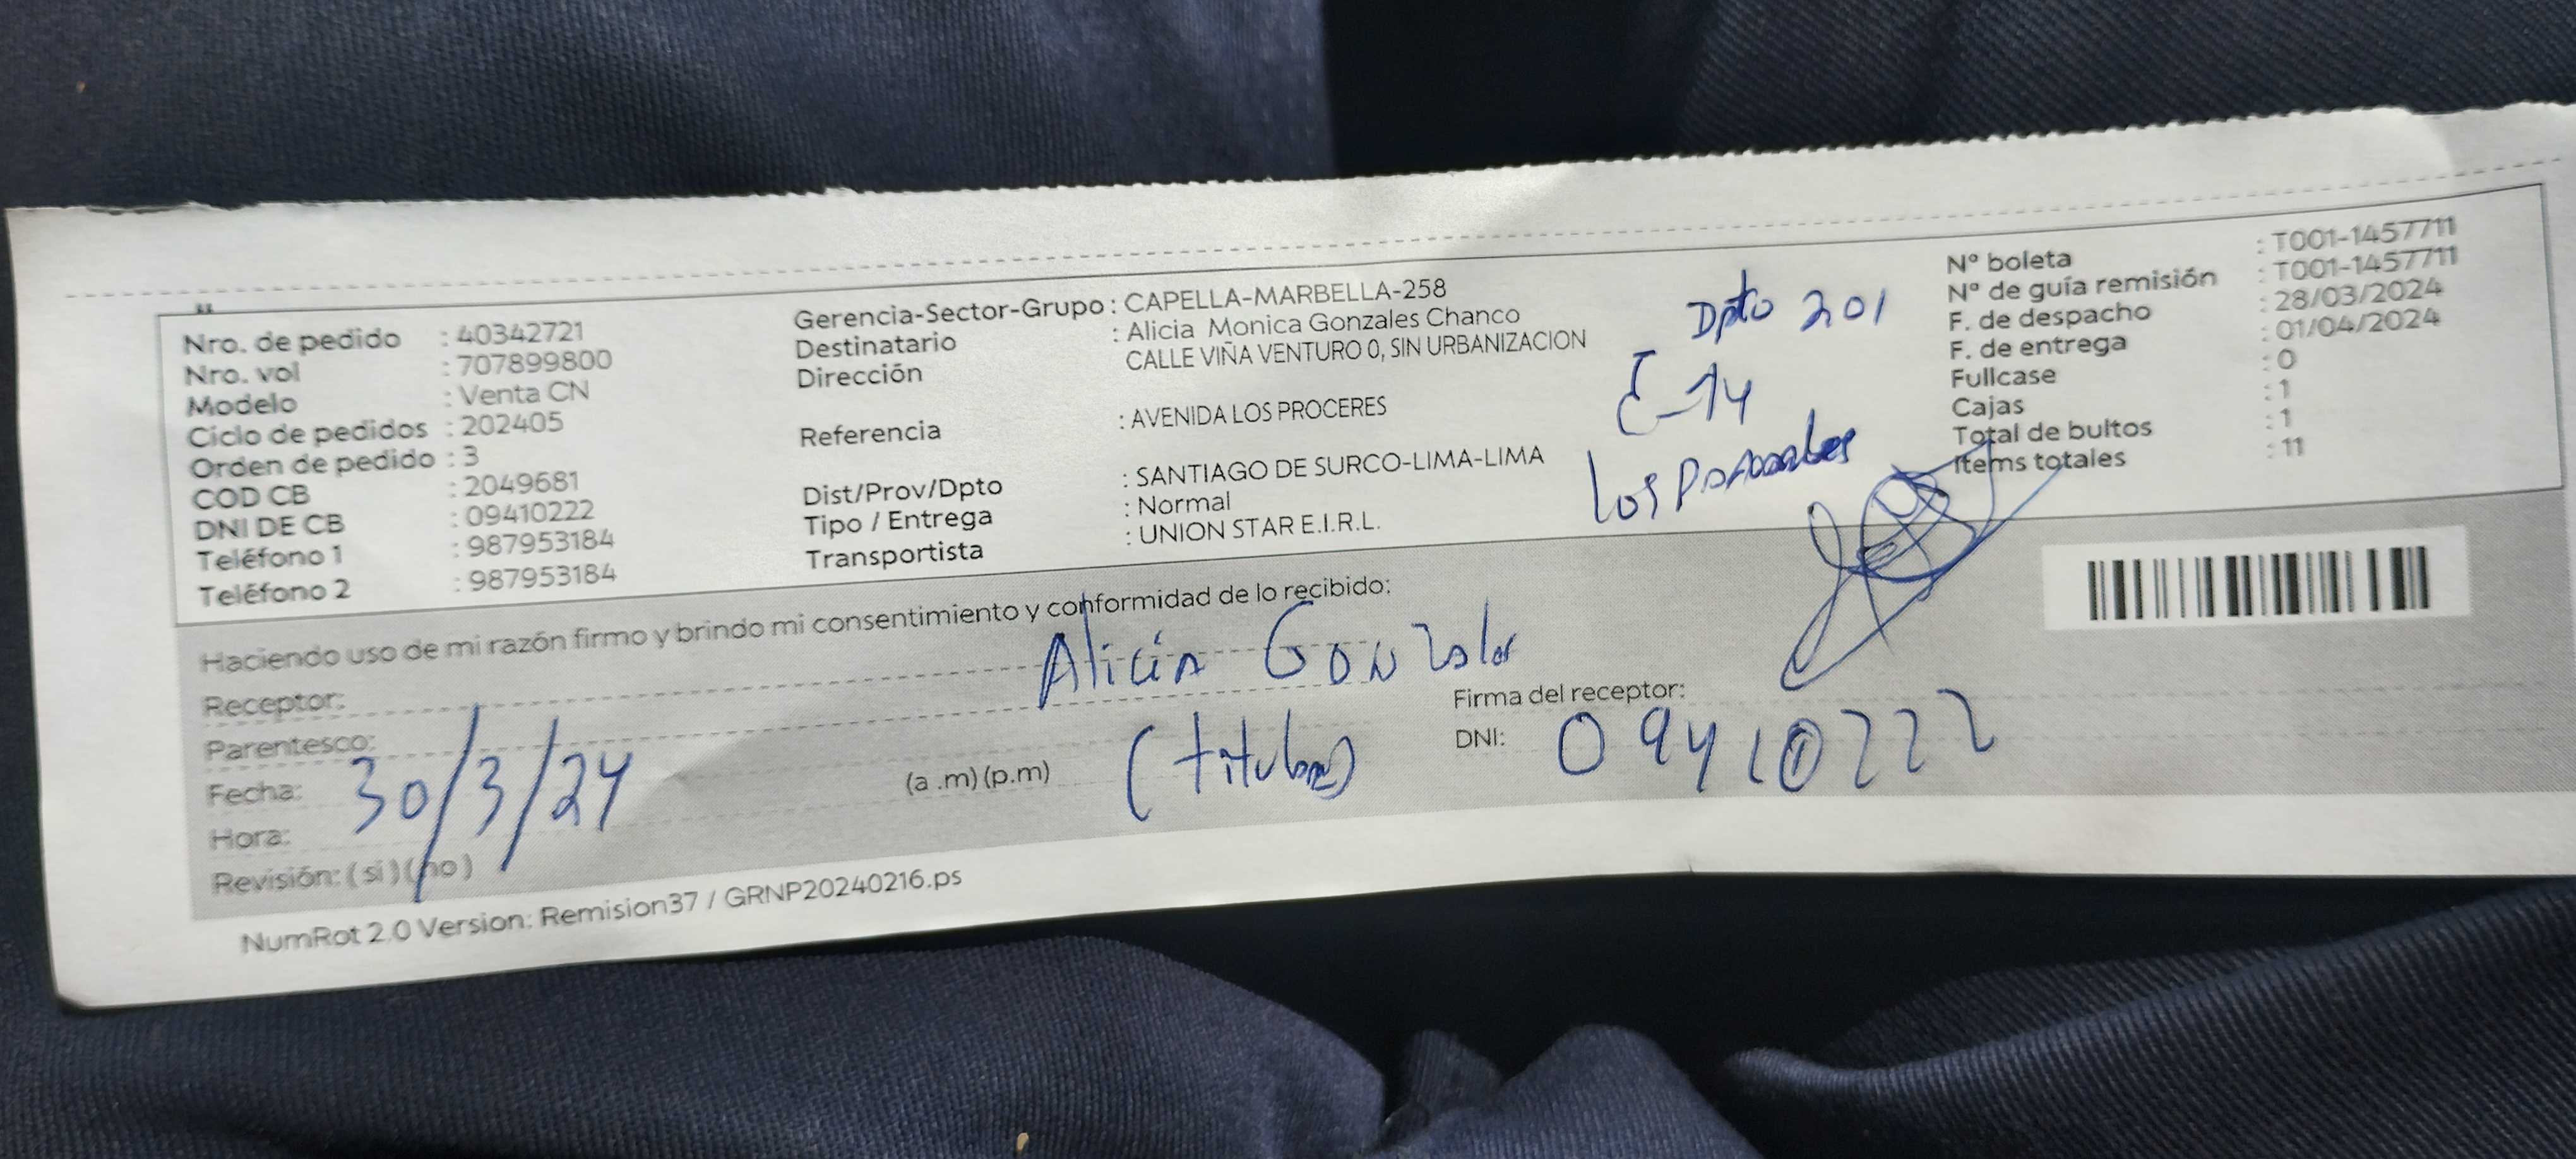 Nro. de pedido : 40342721
Nro. vol : 707899800
Modelo : Venta CN
Ciclo de pedidos : 202405
Orden de pedido : 3
COD CB : 2049681
DNI DE CB : 09410222
Teléfono 1 : 987953184
Teléfono 2 : 987953184
Gerencia-Sector-Grupo : CAPELLA-MARBELLA-258
Destinatario : Alicia Monica Gonzales Chanco
Dirección CALLE VIÑA VENTURO 0, SIN URBANIZACION
Referencia : AVENIDA LOS PROCERES
Dist/Prov/Dpto : SANTIAGO DE SURCO-LIMA-LIMA
Tipo / Entrega : Normal
Transportista : UNION STAR E.I.R.L.
Dpto 201
E-14
Los
Nº boleta : T001-1457711
Nº de guía remisión : T001-1457711
F. de despacho : 28/03/2024
F. de entrega : 01/04/2024
Fullcase : 0
Cajas : 1
Total de bultos : 1
Items totales : 11
Haciendo uso de mi razón firmo y brindo mi consentimiento y conformidad de lo recibido:
Receptor: Alicia Gonzales
Parentesco: (titular)
Fecha: 30/3/24
Hora: (a .m) (p.m)
Revisión: ( si ) ( no )
Firma del receptor:
DNI: 09410222
NumRot 2.0 Version: Remision37 / GRNP20240216.ps